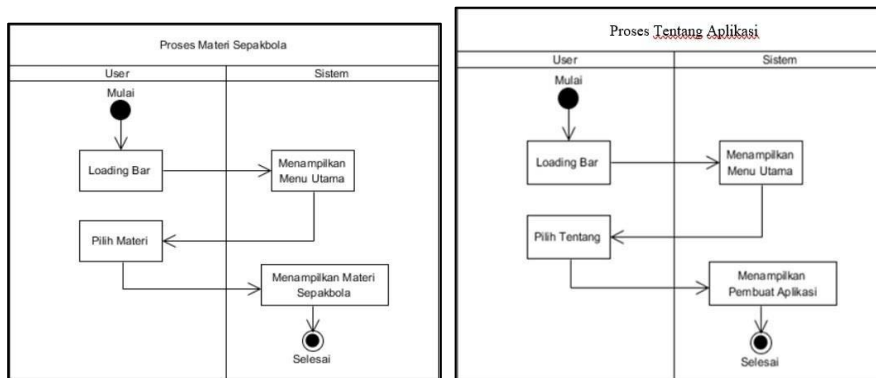 Proses Materi Sepakbola
User
Sistem
Mulai
Loading Bar
Menampilkan
Menu Utama
Pilih Materi
Menampilkan Materi
Sepakbola
Selesai
Proses Tentang Aplikasi
User
Sistem
Mulai
Loading Bar
Menampilkan
Menu Utama
Pilih Tentang
Menampilkan
Pembuat Aplikasi
Selesai